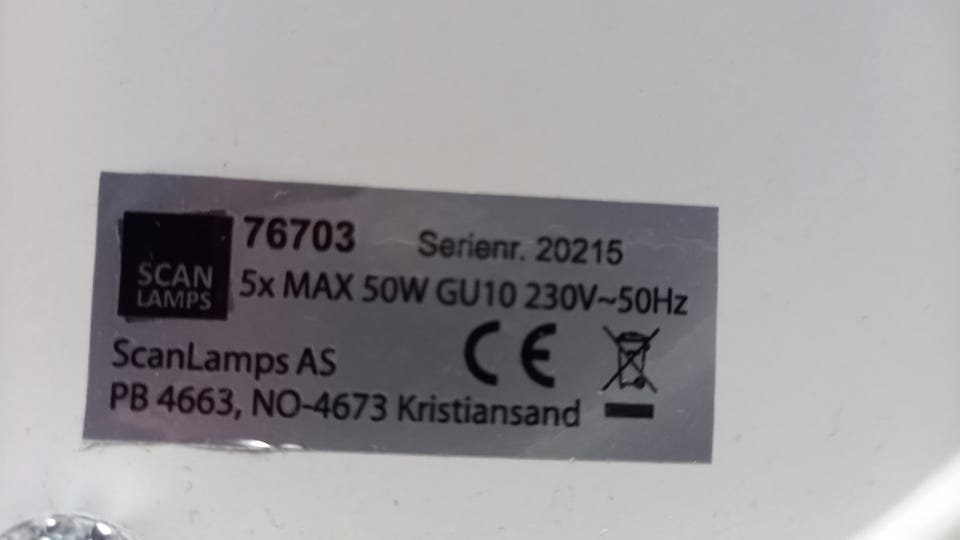 SCAN
LAMPS
76703 Serienr. 20215
5x MAX 50W GU10 230V~50Hz
CE
ScanLamps AS
PB 4663, NO-4673 Kristiansand